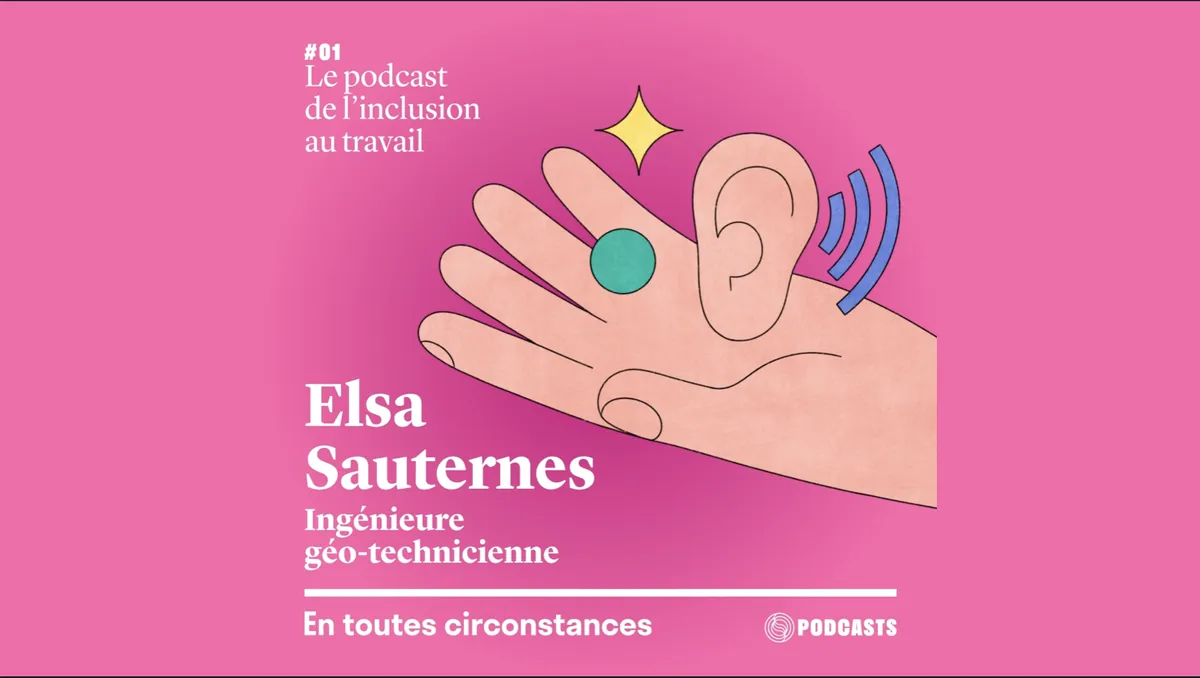 #01
Le podcast
de l’inclusion
au travail
Elsa
Sauternes
Ingénieure
géo-technicienne
En toutes circonstances
PODCASTS